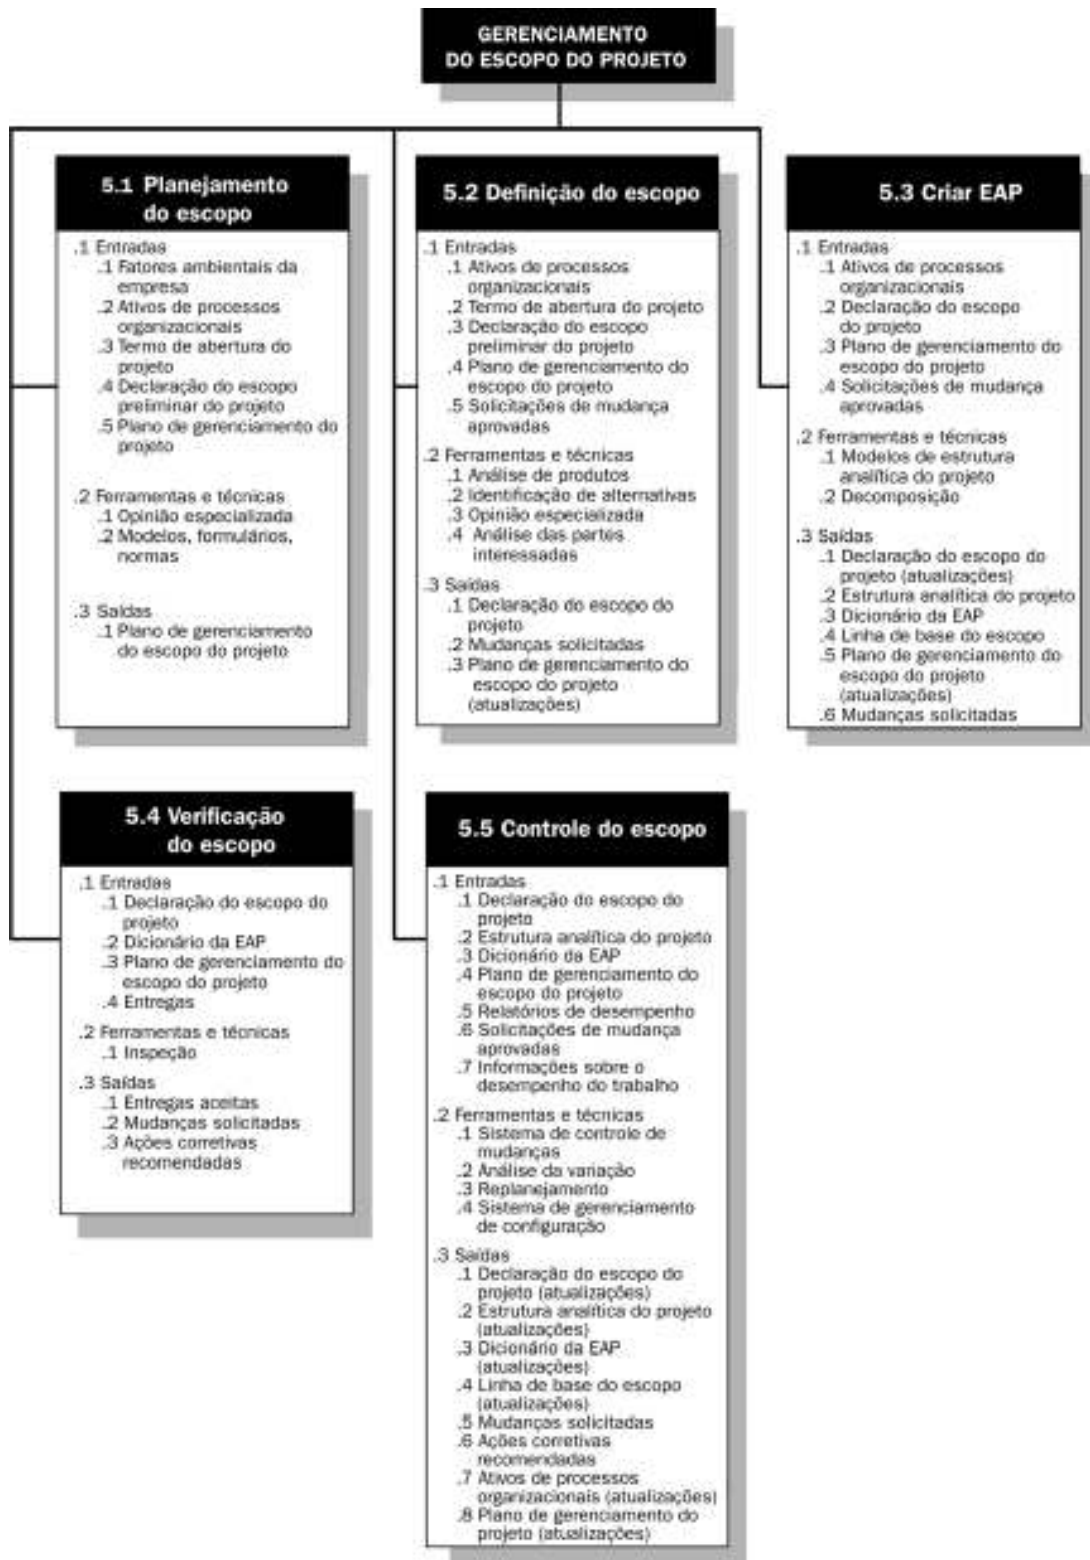 GERENCIAMENTO
DO ESCOPO DO PROJETO
5.1 Planejamento
do escopo
.1 Entradas
.1 Fatores ambientais da
empresa
.2 Ativos de processos
organizacionais
.3 Termo de abertura do
projeto
.4 Declaração do escopo
preliminar do projeto
.5 Plano de gerenciamento do
projeto
.2 Ferramentas e técnicas
.1 Opinião especializada
.2 Modelos, formulários,
normas
.3 Saídas
.1 Plano de gerenciamento
do escopo do projeto
5.2 Definição do escopo
.1 Entradas
.1 Ativos de processos
organizacionais
.2 Termo de abertura do projeto
.3 Declaração do escopo
preliminar do projeto
.4 Plano de gerenciamento do
escopo do projeto
.5 Solicitações de mudança
aprovadas
.2 Ferramentas e técnicas
.1 Análise de produtos
.2 Identificação de alternativas
.3 Opinião especializada
.4 Análise das partes
interessadas
.3 Saídas
.1 Declaração do escopo do
projeto
.2 Mudanças solicitadas
.3 Plano de gerenciamento do
escopo do projeto
(atualizações)
5.3 Criar EAP
.1 Entradas
.1 Ativos de processos
organizacionais
.2 Declaração do escopo
do projeto
.3 Plano de gerenciamento do
escopo do projeto
.4 Solicitações de mudança
aprovadas
.2 Ferramentas e técnicas
.1 Modelos de estrutura
analítica do projeto
.2 Decomposição
.3 Saídas
.1 Declaração do escopo do
projeto (atualizações)
.2 Estrutura analítica do projeto
.3 Dicionário da EAP
.4 Linha de base do escopo
.5 Plano de gerenciamento do
escopo do projeto
(atualizações)
.6 Mudanças solicitadas
5.4 Verificação
do escopo
.1 Entradas
.1 Declaração do escopo do
projeto
.2 Dicionário da EAP
.3 Plano de gerenciamento do
escopo do projeto
.4 Entregas
.2 Ferramentas e técnicas
.1 Inspeção
.3 Saídas
.1 Entregas aceitas
.2 Mudanças solicitadas
.3 Ações corretivas
recomendadas
5.5 Controle do escopo
.1 Entradas
.1 Declaração do escopo do
projeto
.2 Estrutura analítica do projeto
.3 Dicionário da EAP
.4 Plano de gerenciamento do
escopo do projeto
.5 Relatórios de desempenho
.6 Solicitações de mudança
aprovadas
.7 Informações sobre o
desempenho do trabalho
.2 Ferramentas e técnicas
.1 Sistema de controle de
mudanças
.2 Análise da variação
.3 Replanejamento
.4 Sistema de gerenciamento
de configuração
.3 Saídas
.1 Declaração do escopo do
projeto (atualizações)
.2 Estrutura analítica do projeto
(atualizações)
.3 Dicionário da EAP
(atualizações)
.4 Linha de base do escopo
(atualizações)
.5 Mudanças solicitadas
.6 Ações corretivas
recomendadas
.7 Ativos de processos
organizacionais (atualizações)
.8 Plano de gerenciamento do
projeto (atualizações)